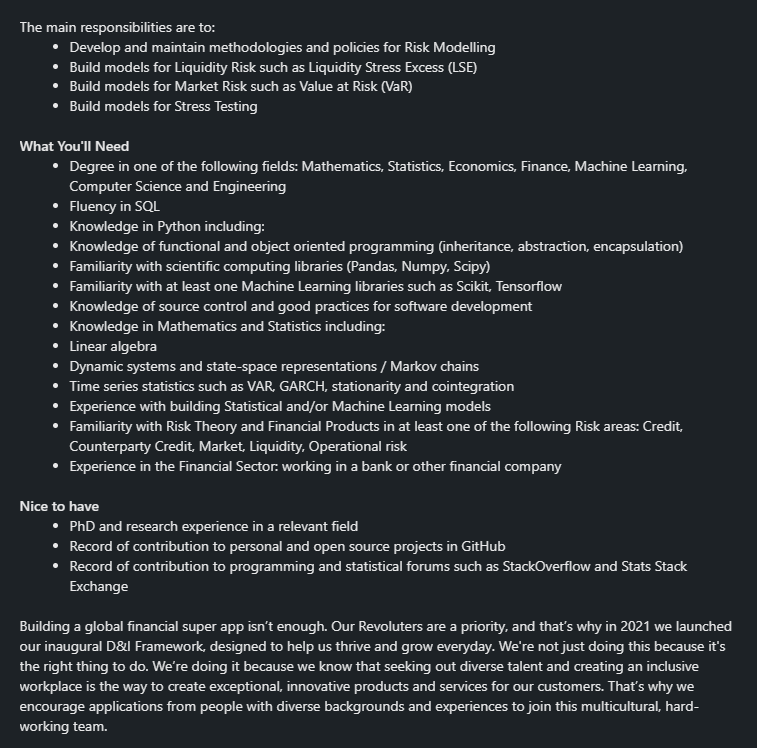 The main responsibilities are to:
• Develop and maintain methodologies and policies for Risk Modelling
• Build models for Liquidity Risk such as Liquidity Stress Excess (LSE)
• Build models for Market Risk such as Value at Risk (VaR)
• Build models for Stress Testing
What You'll Need
• Degree in one of the following fields: Mathematics, Statistics, Economics, Finance, Machine Learning,
Computer Science and Engineering
• Fluency in SQL
• Knowledge in Python including:
• Knowledge of functional and object oriented programming (inheritance, abstraction, encapsulation)
• Familiarity with scientific computing libraries (Pandas, Numpy, Scipy)
• Familiarity with at least one Machine Learning libraries such as Scikit, Tensorflow
• Knowledge of source control and good practices for software development
• Knowledge in Mathematics and Statistics including:
• Linear algebra
• Dynamic systems and state-space representations / Markov chains
• Time series statistics such as VAR, GARCH, stationarity and cointegration
• Experience with building Statistical and/or Machine Learning models
• Familiarity with Risk Theory and Financial Products in at least one of the following Risk areas: Credit,
Counterparty Credit, Market, Liquidity, Operational risk
• Experience in the Financial Sector: working in a bank or other financial company
Nice to have
• PhD and research experience in a relevant field
• Record of contribution to personal and open source projects in GitHub
• Record of contribution to programming and statistical forums such as StackOverflow and Stats Stack
Exchange
Building a global financial super app isn’t enough. Our Revoluters are a priority, and that’s why in 2021 we launched
our inaugural D&I Framework, designed to help us thrive and grow everyday. We're not just doing this because it's
the right thing to do. We’re doing it because we know that seeking out diverse talent and creating an inclusive
workplace is the way to create exceptional, innovative products and services for our customers. That’s why we
encourage applications from people with diverse backgrounds and experiences to join this multicultural, hard-
working team.